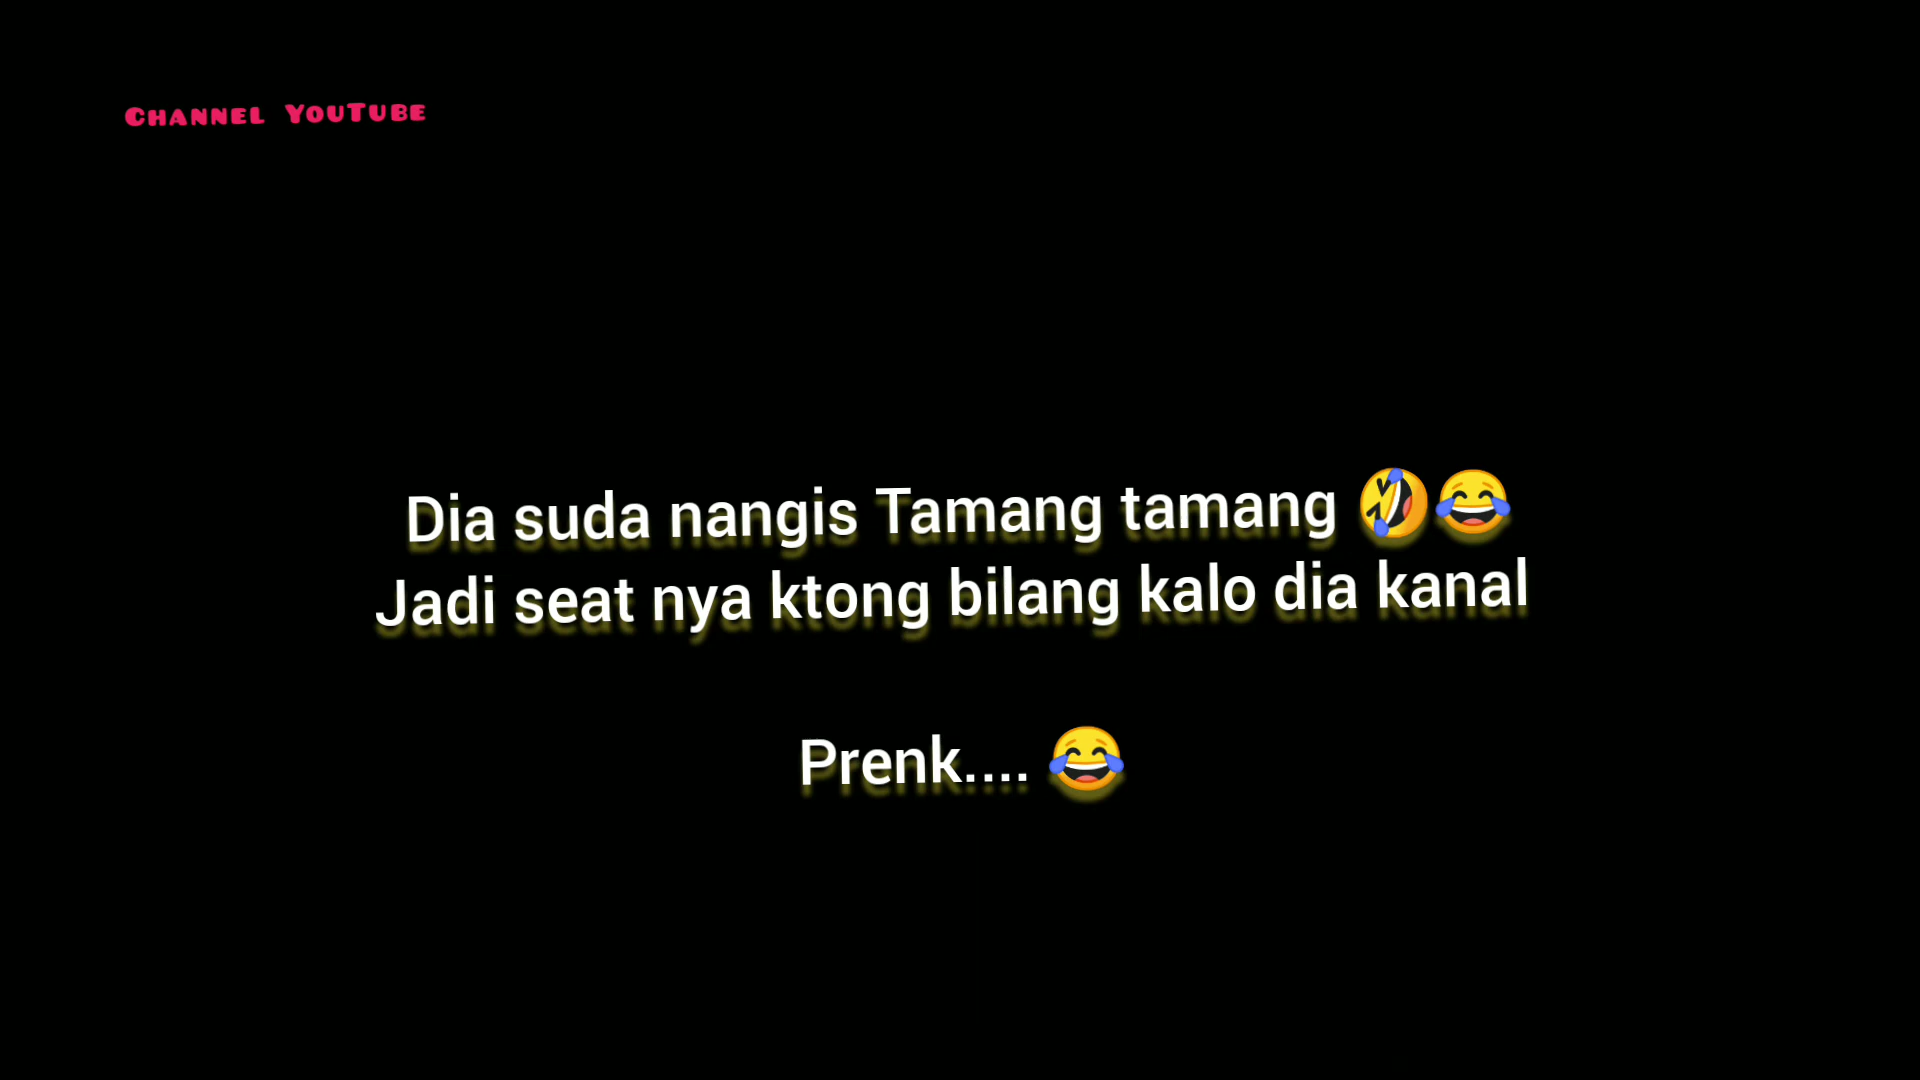 Channel YouTube
Dia suda nangis Tamang tamang 🤣😂
Jadi seat nya ktong bilang kalo dia kanal
Prenk.... 😂